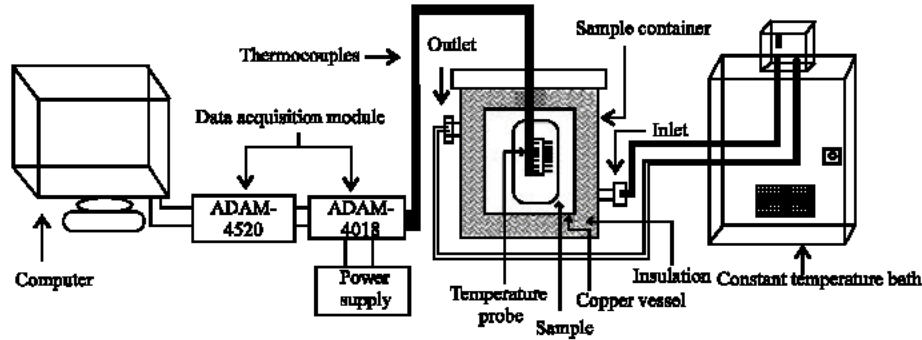 Sample container
Outlet
Thermocouples
Data acquisition module
Inlet
ADAM-
4520
ADAM-
4018
Computer
Power
supply
Temperature
probe
Sample
Copper vessel
Insulation
Constant temperature bath